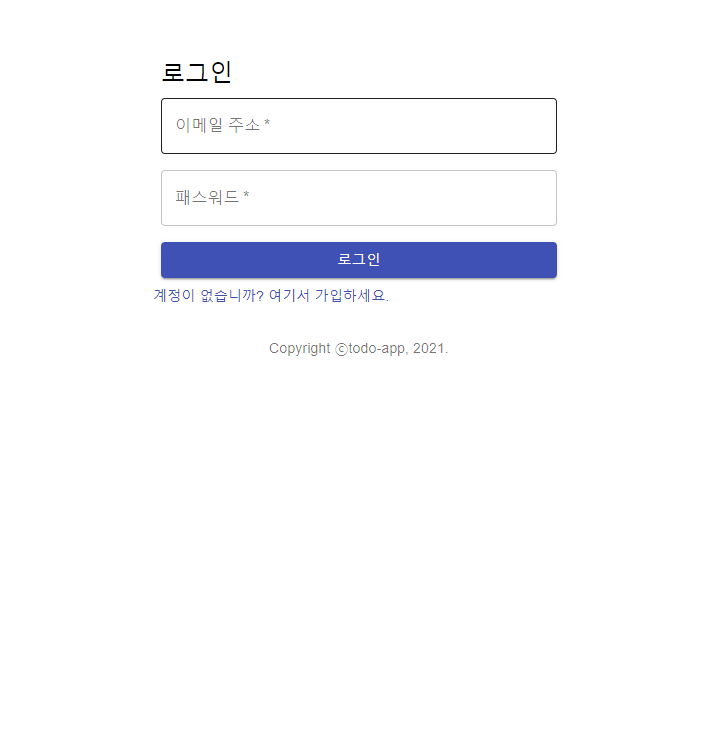 로그인
이메일 주소 *
패스워드 *
로그인
계정이 없습니까? 여기서 가입하세요.
Copyright ⓒtodo-app, 2021.